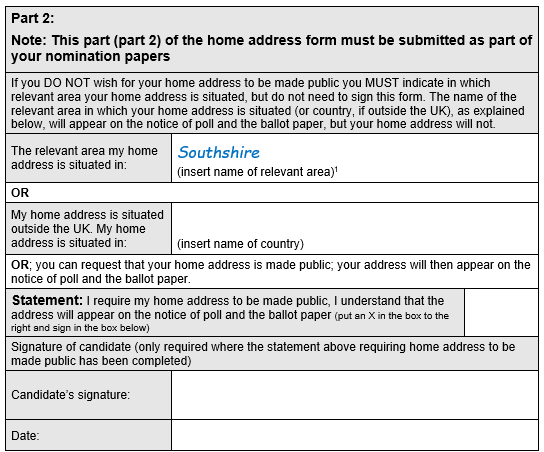 Part 2:
Note: This part (part 2) of the home address form must be submitted as part of
your nomination papers
If you DO NOT wish for your home address to be made public you MUST indicate in which
relevant area your home address is situated, but do not need to sign this form. The name of the
relevant area in which your home address is situated (or country, if outside the UK), as explained
below, will appear on the notice of poll and the ballot paper, but your home address will not.
The relevant area my home
address is situated in:
Southshire
(insert name of relevant area)¹
OR
My home address is situated
outside the UK. My home
address is situated in:
(insert name of country)
OR; you can request that your home address is made public; your address will then appear on the
notice of poll and the ballot paper.
Statement: I require my home address to be made public, I understand that the
address will appear on the notice of poll and the ballot paper (put an X in the box to the
right and sign in the box below)
Signature of candidate (only required where the statement above requiring home address to be
made public has been completed)
Candidate's signature:
Date: